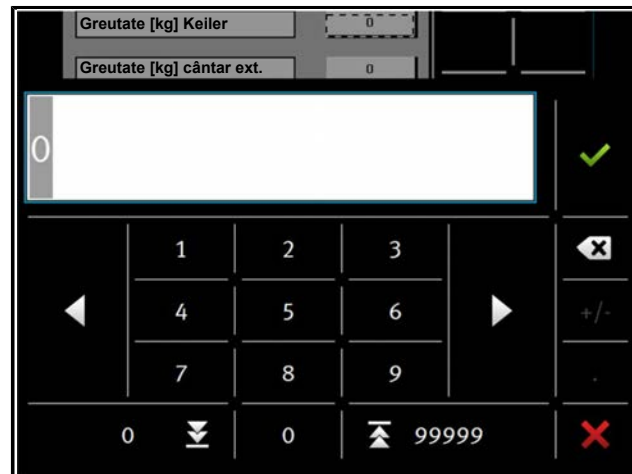 Greutate [kg] Keiler 0
Greutate [kg] cântar ext. 0
0
1 2 3
4 5 6 +/-
7 8 9 .
0 0 99999